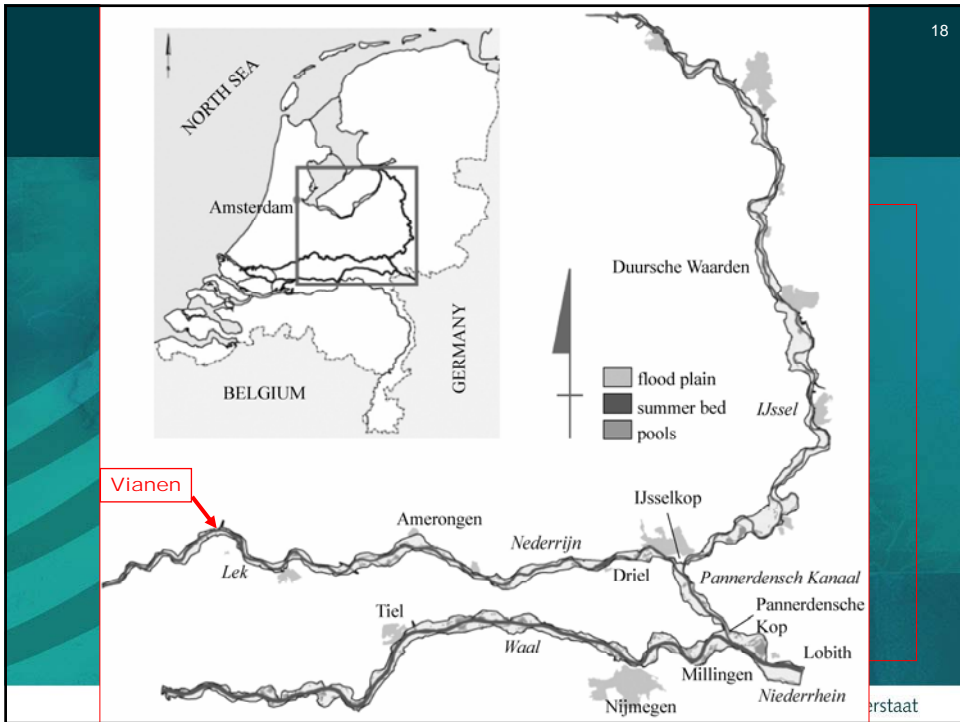 18
NORTH SEA
Amsterdam
GERMANY
BELGIUM
Duursche Waarden
flood plain
summer bed
pools
IJssel
Vianen
IJsselkop
Amerongen
Nederrijn
Lek
Driel
Pannerdensch Kanaal
Tiel
Pannerdensche
Kop
Waal
Lobith
Millingen
Niederrhein
Nijmegen
erstaat